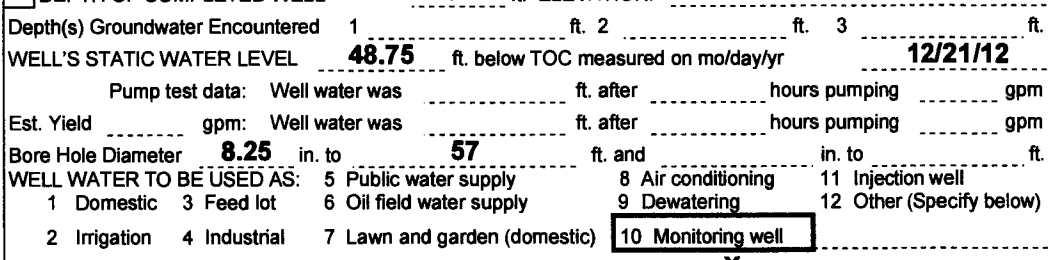 Depth(s) Groundwater Encountered 1 ft. 2 ft. 3 ft.
WELL'S STATIC WATER LEVEL 48.75 ft. below TOC measured on mo/day/yr 12/21/12
Pump test data: Well water was ft. after hours pumping gpm
Est. Yield gpm: Well water was ft. after hours pumping gpm
Bore Hole Diameter 8.25 in. to 57 ft. and in. to ft.
WELL WATER TO BE USED AS: 5 Public water supply 8 Air conditioning 11 Injection well
1 Domestic 3 Feed lot 6 Oil field water supply 9 Dewatering 12 Other (Specify below)
2 Irrigation 4 Industrial 7 Lawn and garden (domestic) 10 Monitoring well